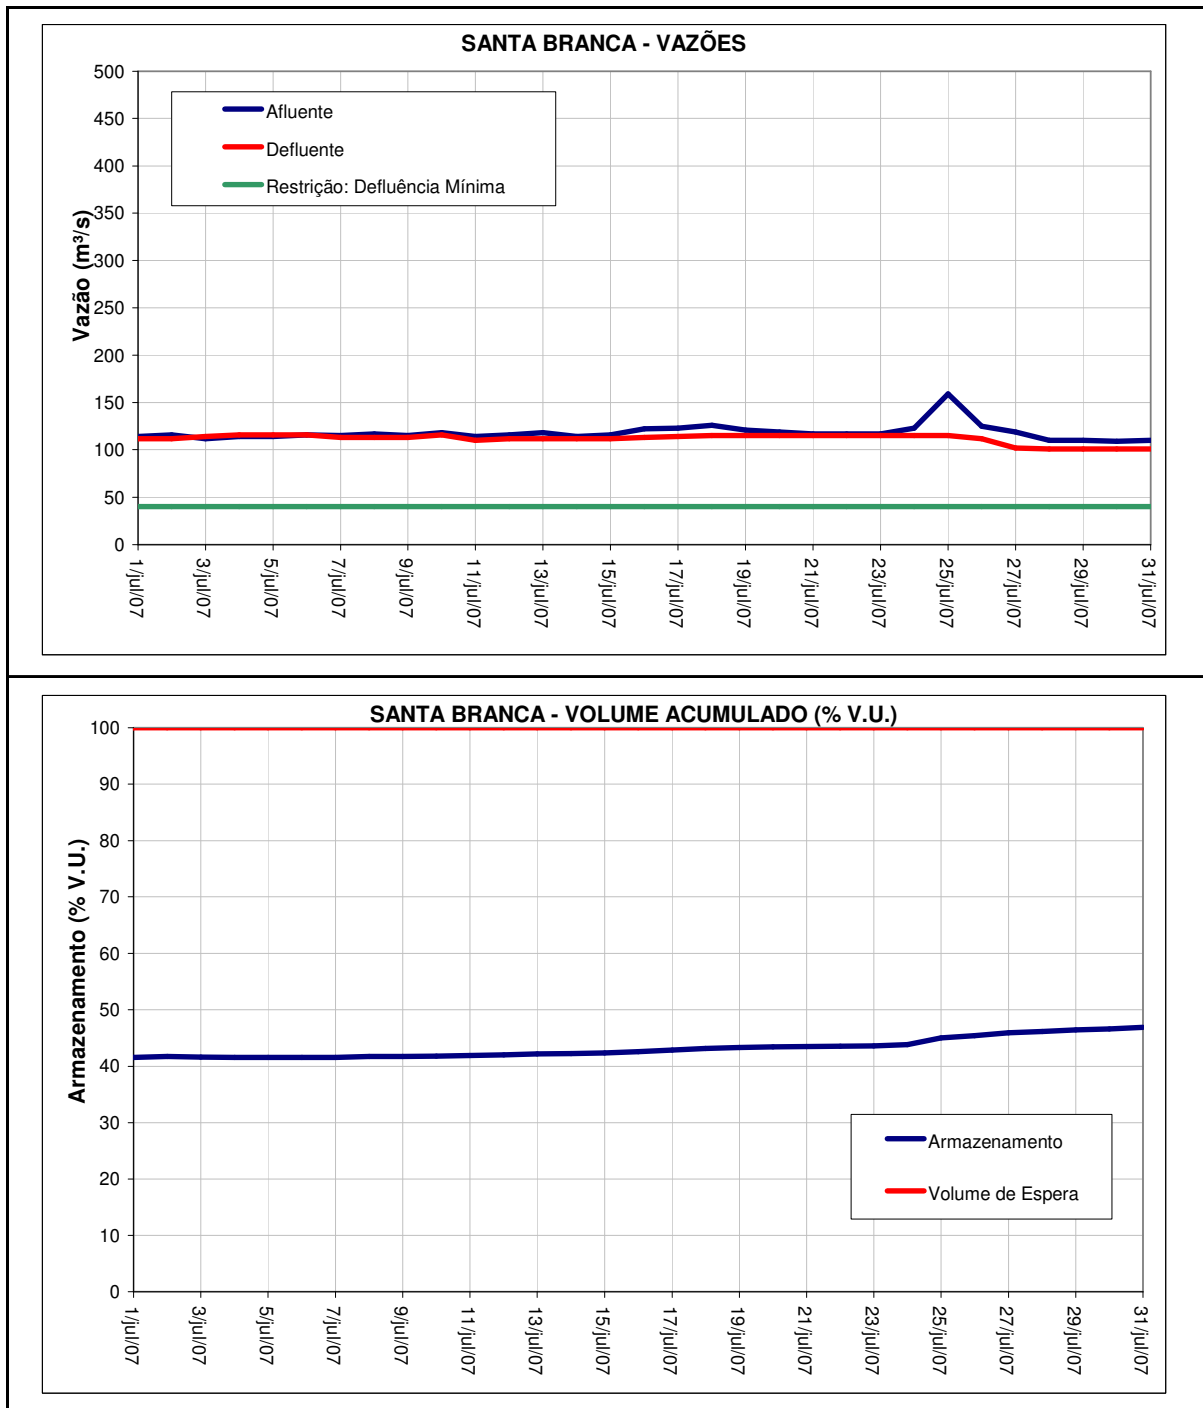 SANTA BRANCA - VAZÕES
500
450
400
350
300
250
200
150
100
50
0
Vazão (m³/s)
Afluente
Defluente
Restrição: Defluência Mínima
1/jul/07
3/jul/07
5/jul/07
7/jul/07
9/jul/07
11/jul/07
13/jul/07
15/jul/07
17/jul/07
19/jul/07
21/jul/07
23/jul/07
25/jul/07
27/jul/07
29/jul/07
31/jul/07
SANTA BRANCA - VOLUME ACUMULADO (% V.U.)
100
90
80
70
60
50
40
30
20
10
0
Armazenamento (% V.U.)
Armazenamento
Volume de Espera
1/jul/07
3/jul/07
5/jul/07
7/jul/07
9/jul/07
11/jul/07
13/jul/07
15/jul/07
17/jul/07
19/jul/07
21/jul/07
23/jul/07
25/jul/07
27/jul/07
29/jul/07
31/jul/07